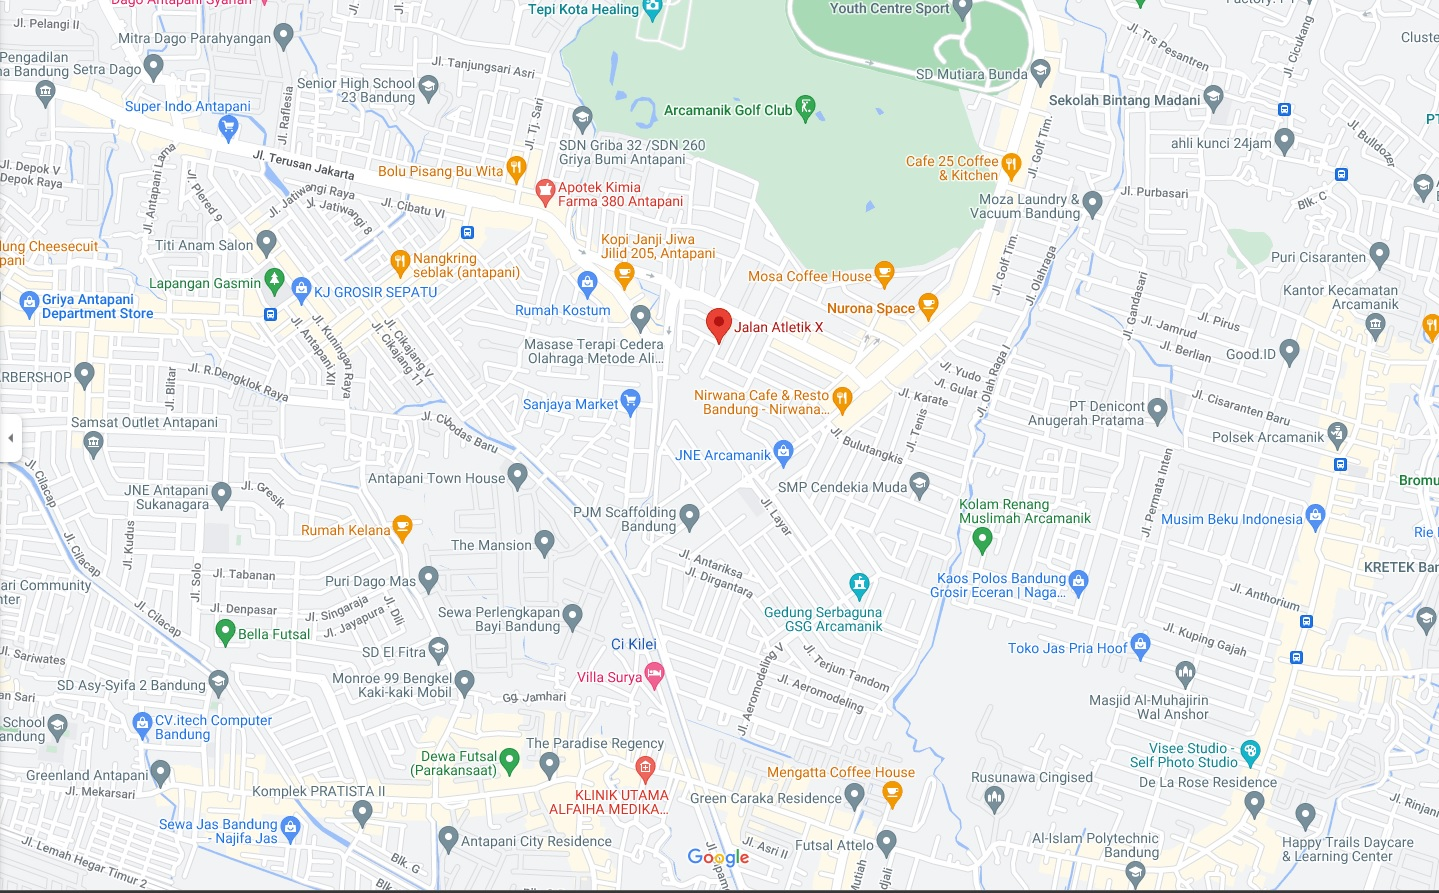 Dago Antapani Syariah
Tepi Kota Healing
Youth Centre Sport
Jl. Pelangi II
Mitra Dago Parahyangan
Jl. Cicukang
Cluste
Jl. Trs Pesantren
Pengadilan
na Bandung
Setra Dago
Jl. Tanjungsari Asri
SD Mutiara Bunda
Senior High School
23 Bandung
Sekolah Bintang Madani
Super Indo Antapani
Jl. Raflesia
Jl. Tj. Sari
Arcamanik Golf Club
Jl. Golf Tim.
PT
Jl. Bulldozer
ahli kunci 24jam
SDN Griba 32 /SDN 260
Griya Bumi Antapani
Jl. Terusan Jakarta
Jl. Antapani Lama
Jl. Depok V
Depok Raya
Bolu Pisang Bu Wita
Cafe 25 Coffee
& Kitchen
Apotek Kimia
Farma 380 Antapani
Jl. Plered 9
Jl. Jatiwangi Raya
Jl. Jatiwangi 8
Jl. Cibatu VI
Moza Laundry &
Vacuum Bandung
Jl. Purbasari
Blk. C
Titi Anam Salon
lung Cheesecuit
pani
Kopi Janji Jiwa
Jilid 205, Antapani
Nangkring
seblak (antapani)
Jl. Golf Tim.
Jl. Olahraga
Puri Cisaranten
Lapangan Gasmin
KJ GROSIR SEPATU
Mosa Coffee House
Jl. Gandasari
Kantor Kecamatan
Arcamanik
Griya Antapani
Department Store
Rumah Kostum
Nurona Space
Jalan Atletik X
Jl. Antapani XII
Jl. Kuningan Raya
Jl. Cikajang V
Jl. Cikajang 11
Masase Terapi Cedera
Olahraga Metode Ali...
Jl. Pirus
Jl. Jamrud
Jl. Berlian
Good.ID
RBERSHOP
Jl. Blitar
Jl. R.Dengklok Raya
Jl. Yudo
Jl. Gulat
Jl. Karate
Jl. Olah Raga I
Nirwana Cafe & Resto
Bandung - Nirwana...
Sanjaya Market
Jl. Cisaranten Baru
PT Denicont
Anugerah Pratama
Samsat Outlet Antapani
Jl. Cibodas Baru
Jl. Tenis
Jl. Bulutangkis
Polsek Arcamanik
JNE Arcamanik
Jl. Cilacap
Antapani Town House
SMP Cendekia Muda
Jl. Permata Inten
Bromu
JNE Antapani
Sukanagara
Jl. Gresik
Jl. Layar
Kolam Renang
Muslimah Arcamanik
PJM Scaffolding
Bandung
Musim Beku Indonesia
Rie
Rumah Kelana
Jl. Kudus
The Mansion
Jl. Cilacap
Jl. Antariksa
Jl. Dirgantara
KRETEK Bar
Jl. Solo
Jl. Tabanan
Puri Dago Mas
ari Community
nter
Kaos Polos Bandung
Grosir Eceran | Naga...
Jl. Anthorium
Jl. Cilacap
Jl. Denpasar
Jl. Singaraja
Jl. Jayapura
Jl. Dili
Sewa Perlengkapan
Bayi Bandung
Gedung Serbaguna
GSG Arcamanik
Bella Futsal
Ci Kilei
Jl. Kuping Gajah
Toko Jas Pria Hoof
SD El Fitra
Jl. Sariwates
Jl. Terjun Tandom
Jl. Aeromodeling V
Jl. Aeromodeling
Villa Surya
SD Asy-Syifa 2 Bandung
Monroe 99 Bengkel
Kaki-kaki Mobil
Gg. Jamhari
an Sari
Masjid Al-Muhajirin
Wal Anshor
School
andung
CV.itech Computer
Bandung
The Paradise Regency
Visee Studio -
Self Photo Studio
Dewa Futsal
(Parakansaat)
Greenland Antapani
Mengatta Coffee House
Rusunawa Cingised
De La Rose Residence
Jl. Mekarsari
Komplek PRATISTA II
KLINIK UTAMA
ALFAIHA MEDIKA...
Green Caraka Residence
Jl. Rinjani
Sewa Jas Bandung
- Najifa Jas
Antapani City Residence
Jl. Asri II
Futsal Attelo
Al-Islam Polytechnic
Bandung
Happy Trails Daycare
& Learning Center
Jl. Lemah Hegar Timur 2
Blk. G
Google